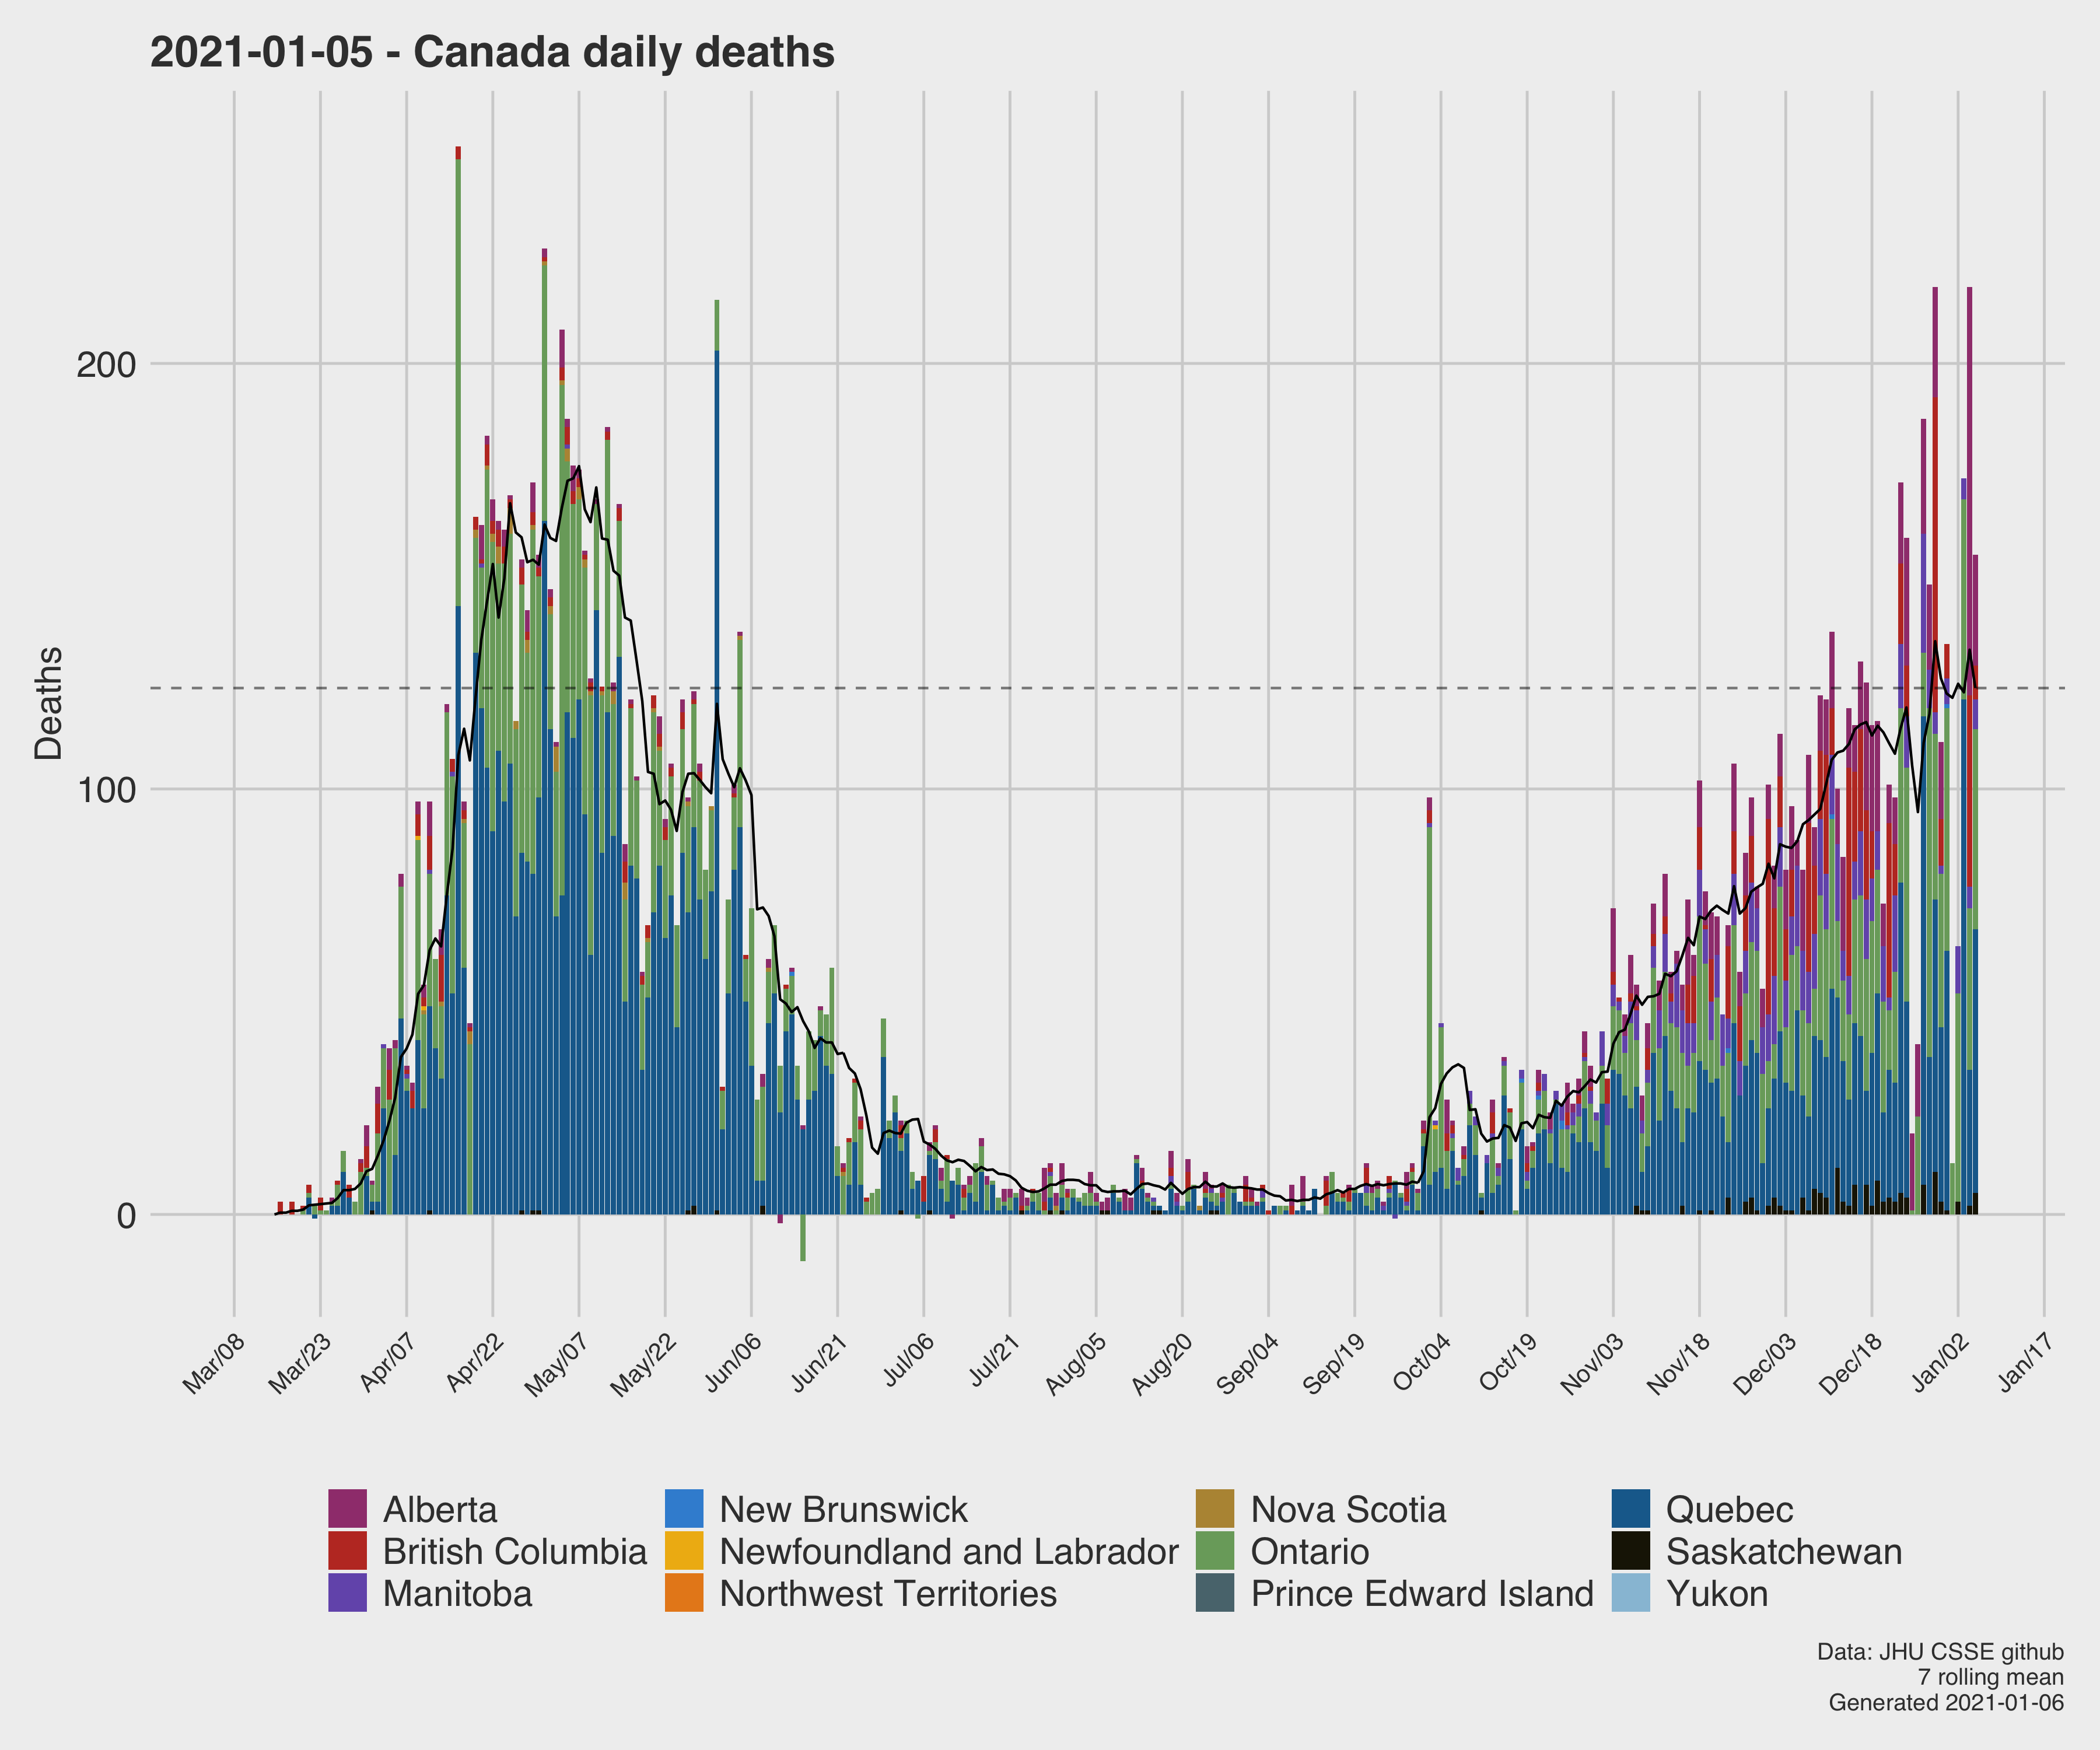 2021-01-05 - Canada daily deaths
Deaths
200
100
0
Mar/08
Mar/23
Apr/07
Apr/22
May/07
May/22
Jun/06
Jun/21
Jul/06
Jul/21
Aug/05
Aug/20
Sep/04
Sep/19
Oct/04
Oct/19
Nov/03
Nov/18
Dec/03
Dec/18
Jan/02
Jan/17
Alberta
British Columbia
Manitoba
New Brunswick
Newfoundland and Labrador
Northwest Territories
Nova Scotia
Ontario
Prince Edward Island
Quebec
Saskatchewan
Yukon
Data: JHU CSSE github
7 rolling mean
Generated 2021-01-06